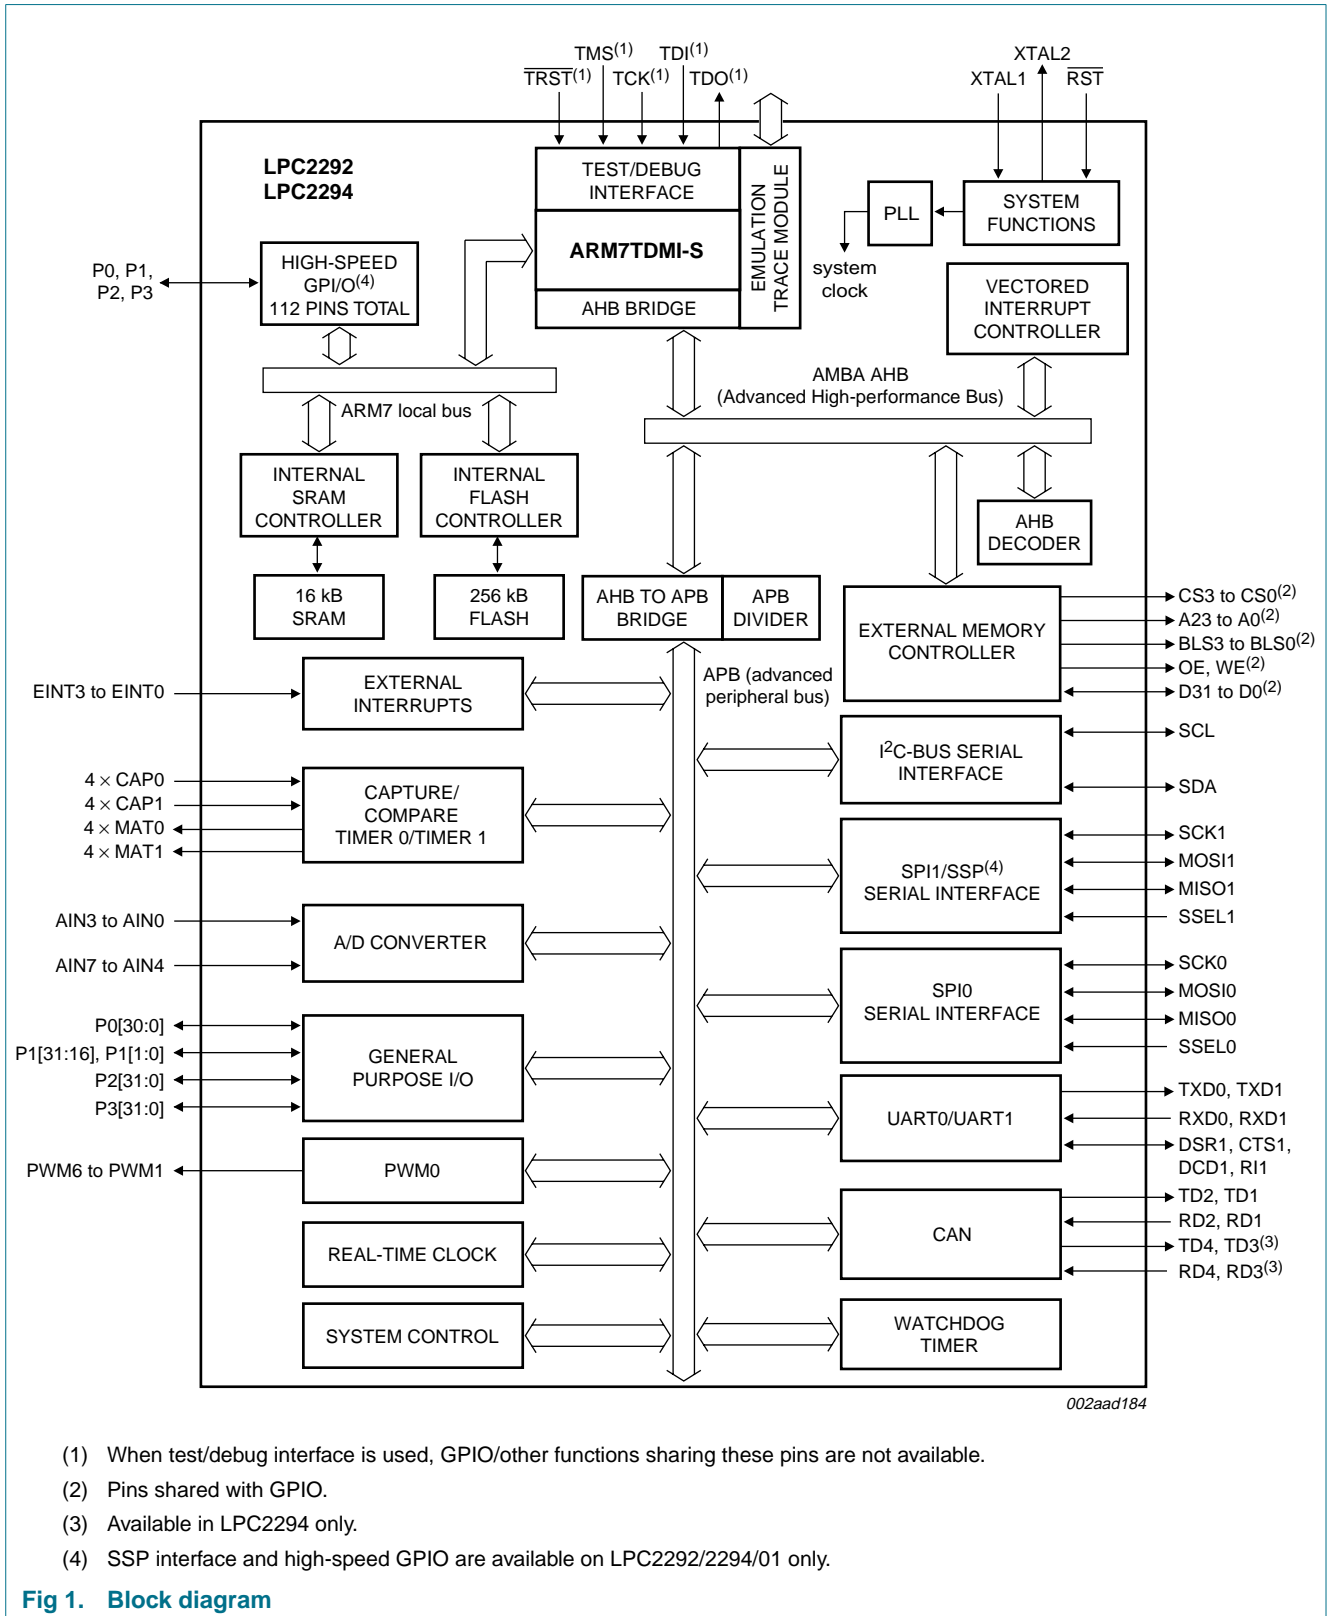 TMS(1)
TDI(1)
XTAL2
TRST(1)
TCK(1)
TDO(1)
XTAL1
RST
LPC2292
LPC2294
TEST/DEBUG
INTERFACE
EMULATION
TRACE MODULE
PLL
SYSTEM
FUNCTIONS
ARM7TDMI-S
system
clock
P0, P1,
P2, P3
HIGH-SPEED
GPI/O(4)
112 PINS TOTAL
AHB BRIDGE
VECTORED
INTERRUPT
CONTROLLER
AMBA AHB
(Advanced High-performance Bus)
ARM7 local bus
INTERNAL
SRAM
CONTROLLER
INTERNAL
FLASH
CONTROLLER
AHB
DECODER
16 kB
SRAM
256 kB
FLASH
AHB TO APB
BRIDGE
APB
DIVIDER
EXTERNAL MEMORY
CONTROLLER
CS3 to CS0(2)
A23 to A0(2)
BLS3 to BLS0(2)
OE, WE(2)
D31 to D0(2)
APB (advanced
peripheral bus)
EINT3 to EINT0
EXTERNAL
INTERRUPTS
I2C-BUS SERIAL
INTERFACE
SCL
SDA
4 × CAP0
4 × CAP1
4 × MAT0
4 × MAT1
CAPTURE/
COMPARE
TIMER 0/TIMER 1
SPI1/SSP(4)
SERIAL INTERFACE
SCK1
MOSI1
MISO1
SSEL1
AIN3 to AIN0
AIN7 to AIN4
A/D CONVERTER
SPI0
SERIAL INTERFACE
SCK0
MOSI0
MISO0
SSEL0
P0[30:0]
P1[31:16], P1[1:0]
P2[31:0]
P3[31:0]
GENERAL
PURPOSE I/O
UART0/UART1
TXD0, TXD1
RXD0, RXD1
DSR1, CTS1,
DCD1, RI1
PWM6 to PWM1
PWM0
CAN
TD2, TD1
RD2, RD1
TD4, TD3(3)
RD4, RD3(3)
REAL-TIME CLOCK
SYSTEM CONTROL
WATCHDOG
TIMER
002aad184
(1) When test/debug interface is used, GPIO/other functions sharing these pins are not available.
(2) Pins shared with GPIO.
(3) Available in LPC2294 only.
(4) SSP interface and high-speed GPIO are available on LPC2292/2294/01 only.
Fig 1. Block diagram